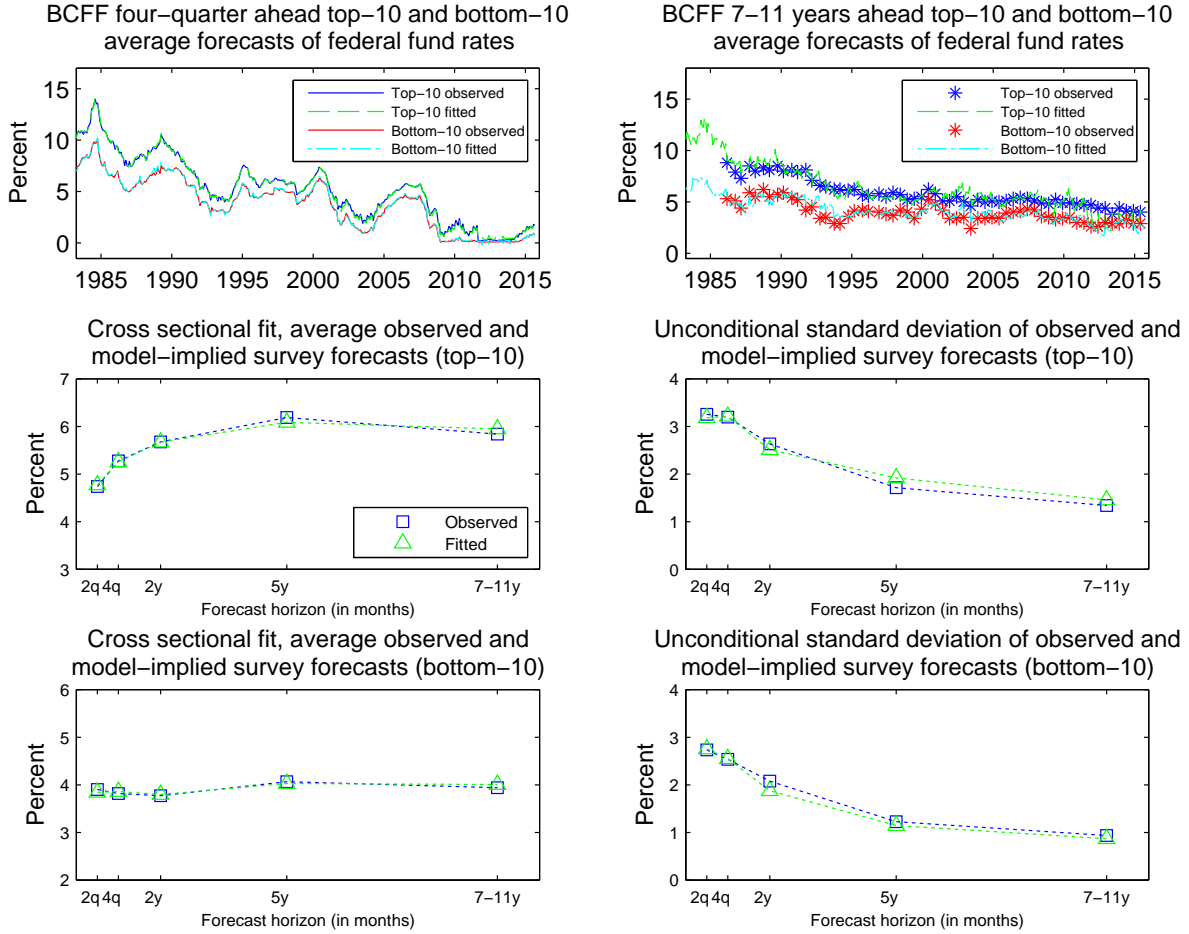 BCFF four−quarter ahead top−10 and bottom−10
average forecasts of federal fund rates
Percent
15
10
5
0
Top−10 observed
Top−10 fitted
Bottom−10 observed
Bottom−10 fitted
1985 1990 1995 2000 2005 2010 2015
BCFF 7−11 years ahead top−10 and bottom−10
average forecasts of federal fund rates
Percent
15
10
5
0
Top−10 observed
Top−10 fitted
Bottom−10 observed
Bottom−10 fitted
1985 1990 1995 2000 2005 2010 2015
Cross sectional fit, average observed and
model−implied survey forecasts (top−10)
Percent
7
6
5
4
3
Observed
Fitted
2q 4q 2y 5y 7−11y
Forecast horizon (in months)
Unconditional standard deviation of observed and
model−implied survey forecasts (top−10)
Percent
4
3
2
1
0
2q 4q 2y 5y 7−11y
Forecast horizon (in months)
Cross sectional fit, average observed and
model−implied survey forecasts (bottom−10)
Percent
6
5
4
3
2
2q 4q 2y 5y 7−11y
Forecast horizon (in months)
Unconditional standard deviation of observed and
model−implied survey forecasts (bottom−10)
Percent
4
3
2
1
0
2q 4q 2y 5y 7−11y
Forecast horizon (in months)